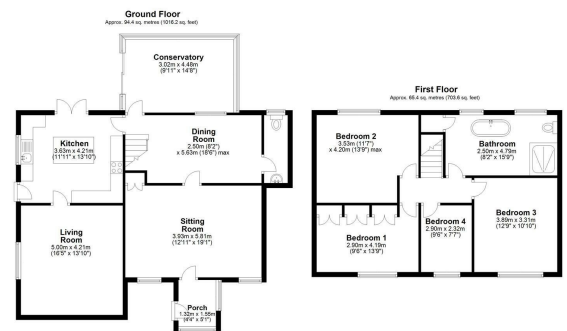 Ground Floor
Approx. 94.4 sq. metres (1016.2 sq. feet)
Conservatory
3.02m x 4.48m
(9'11" x 14'8")
Kitchen
3.63m x 4.21m
(11'11" x 13'10")
Dining
Room
2.50m (8'2")
x 5.63m (18'6") max
Living
Room
5.00m x 4.21m
(16'5" x 13'10")
Sitting
Room
3.93m x 5.81m
(12'11" x 19'1")
Porch
1.32m x 1.55m
(4'4" x 5'1")
First Floor
Approx. 65.4 sq. metres (703.6 sq. feet)
Bedroom 2
3.53m (11'7")
x 4.20m (13'9") max
Bathroom
2.50m x 4.79m
(8'2" x 15'9")
Bedroom 1
2.90m x 4.19m
(9'6" x 13'9")
Bedroom 4
2.90m x 2.32m
(9'6" x 7'7")
Bedroom 3
3.89m x 3.31m
(12'9" x 10'10")